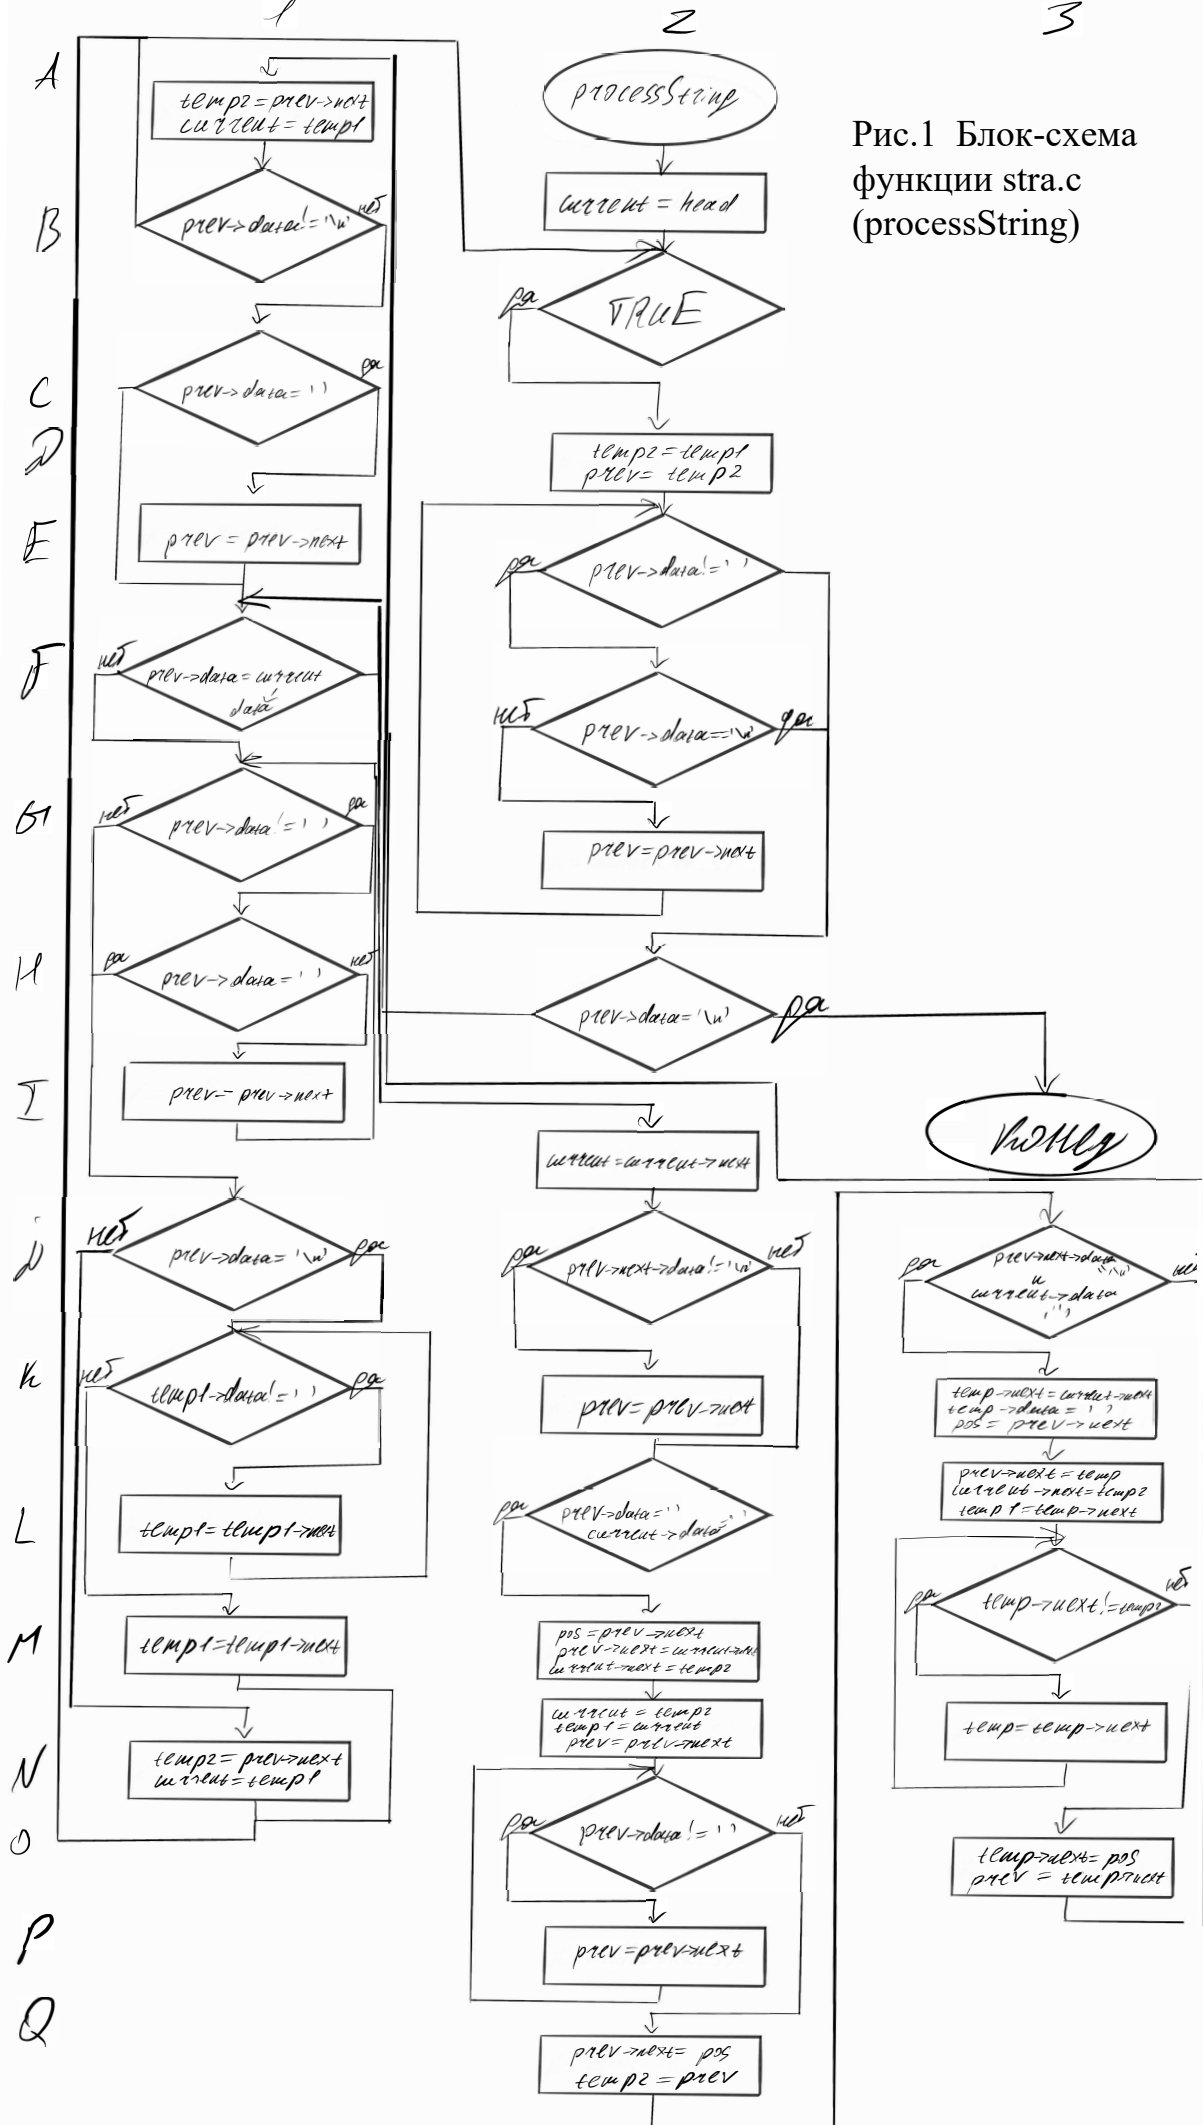 1
2
3
A
B
C
D
E
F
G
H
I
J
K
L
M
N
O
P
Q
temp2=prev->next
current=temp1
prev->data!='\n'
нет
prev->data=' '
да
prev=prev->next
prev->data=current
data
нет
prev->data!=' '
нет
да
prev->data=' '
да
нет
prev=prev->next
prev->data='\n'
нет
да
temp1->data!=' '
нет
да
temp1=temp1->next
temp1=temp1->next
temp2=prev->next
current=temp1
processString
current=head
TRUE
да
temp2=temp1
prev=temp2
prev->data!=' '
да
prev->data=='\n'
нет
да
prev=prev->next
prev->data='\n'
да
current=current->next
prev->next->data!='\n'
да
нет
prev=prev->next
prev->data=' '
current->data=' '
да
pos=prev->next
prev->next=current->next
current->next=temp2
current=temp2
temp1=current
prev=prev->next
prev->data!=' '
да
нет
prev=prev->next
prev->next=pos
temp2=prev
Рис.1 Блок-схема
функции stra.c
(processString)
Конец
prev->next->data
'\n'
и
current->data
' '
да
temp->next=current->next
temp->data=' '
pos=prev->next
prev->next=temp
current->next=temp2
temp1=temp->next
temp->next!=temp2
да
нет
temp=temp->next
temp->next=pos
prev=temp->next